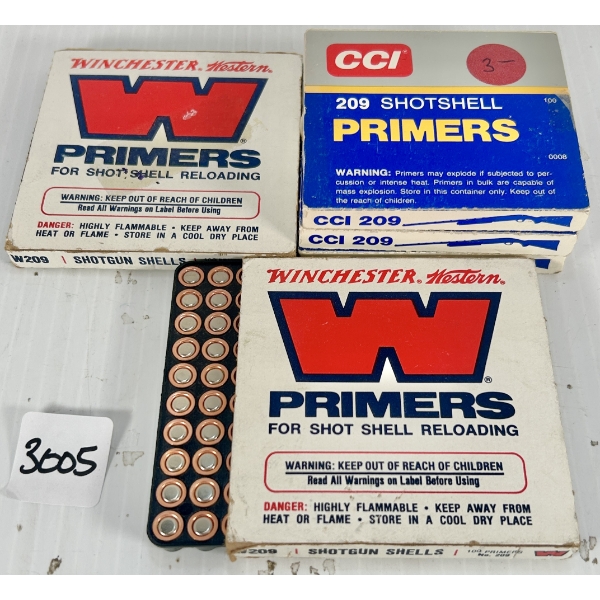 WINCHESTER Western
W
®
PRIMERS
FOR SHOT SHELL RELOADING
WARNING: KEEP OUT OF REACH OF CHILDREN
Read All Warnings on Label Before Using
DANGER: HIGHLY FLAMMABLE • KEEP AWAY FROM
HEAT OR FLAME • STORE IN A COOL DRY PLACE
W209 SHOTGUN SHELLS
CCI
3-
209 SHOTSHELL 100
PRIMERS
0008
WARNING: Primers may explode if subjected to per-
cussion or intense heat. Primers in bulk are capable of
mass explosion. Store in this container only. Keep out of
the reach of children.
CCI 209
CCI 209
WINCHESTER Western
W
®
PRIMERS
FOR SHOT SHELL RELOADING
WARNING: KEEP OUT OF REACH OF CHILDREN
Read All Warnings on Label Before Using
DANGER: HIGHLY FLAMMABLE • KEEP AWAY FROM
HEAT OR FLAME • STORE IN A COOL DRY PLACE
W209 SHOTGUN SHELLS 100 PRIMERS
No. 209
3005